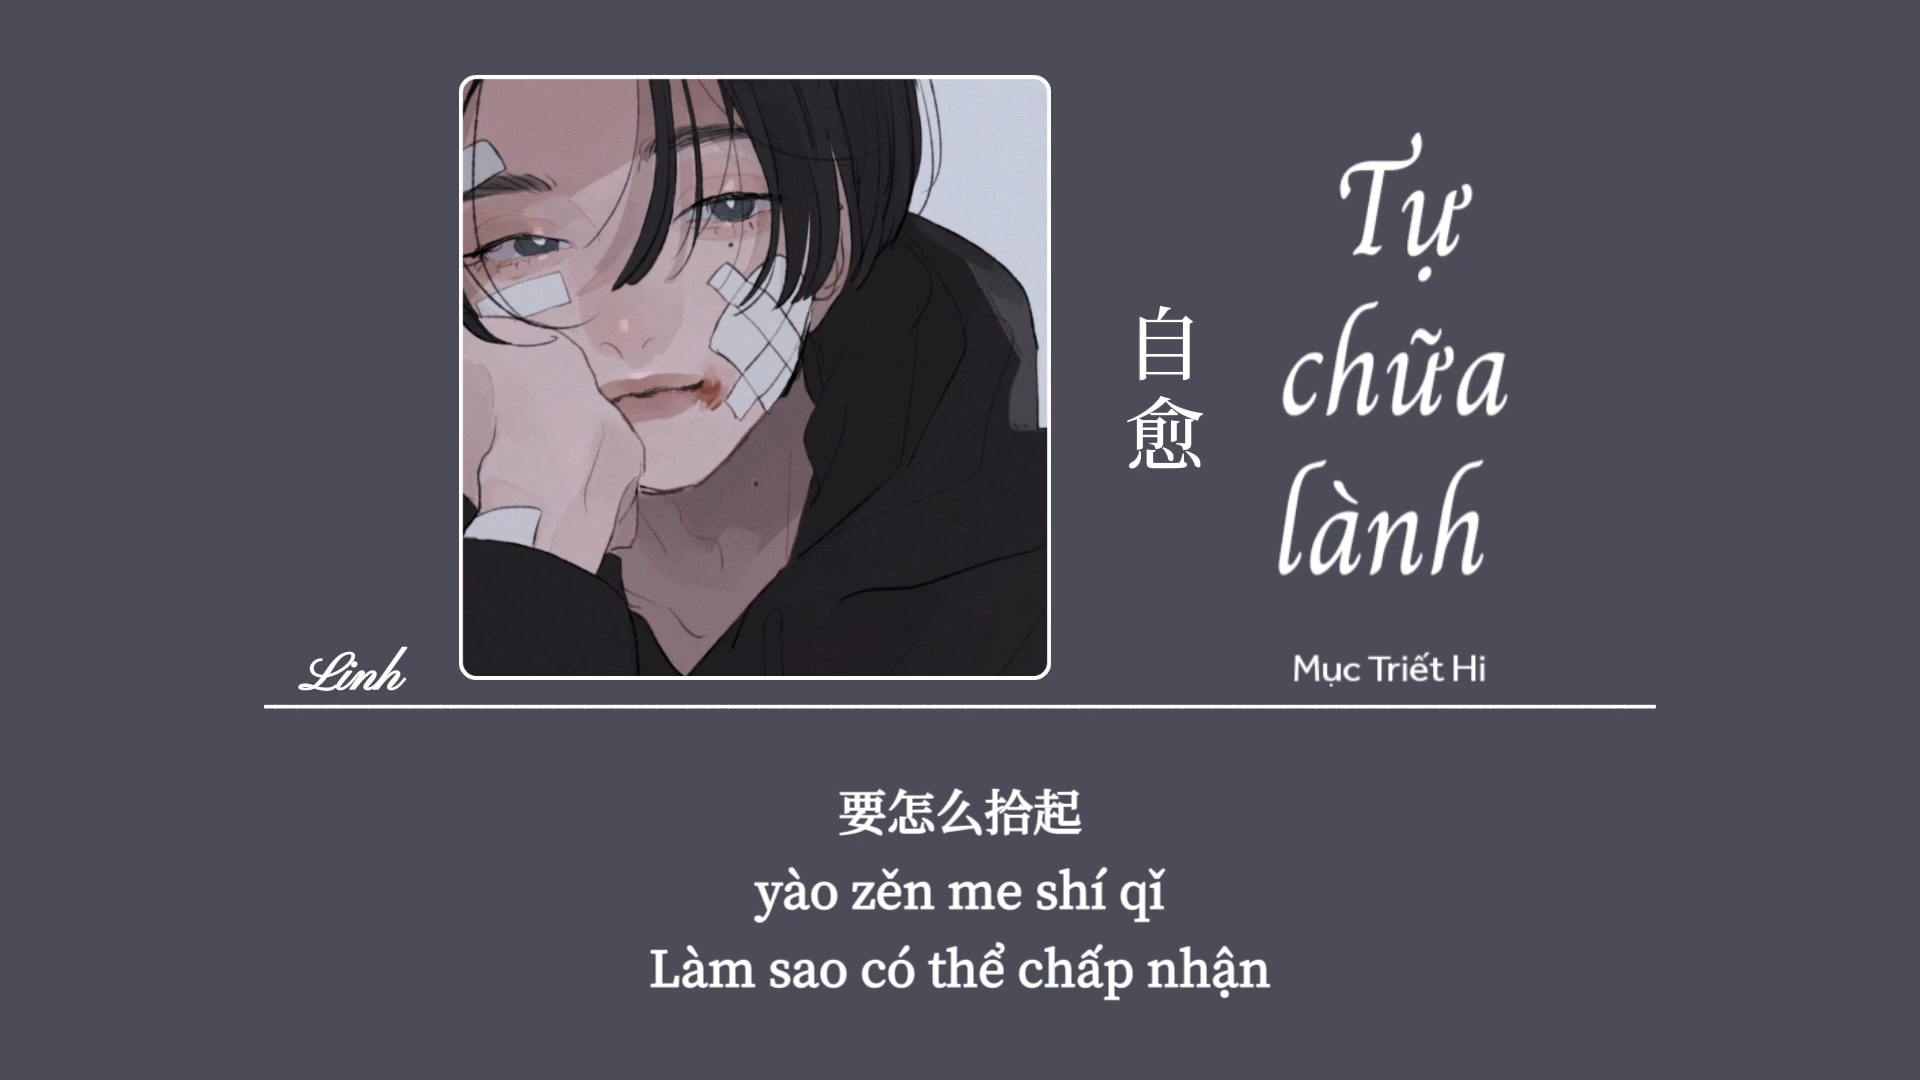 自愈
Tự
chữa
lành
Linh
Mục Triết Hi
要怎么拾起
yào zěn me shí qǐ
Làm sao có thể chấp nhận